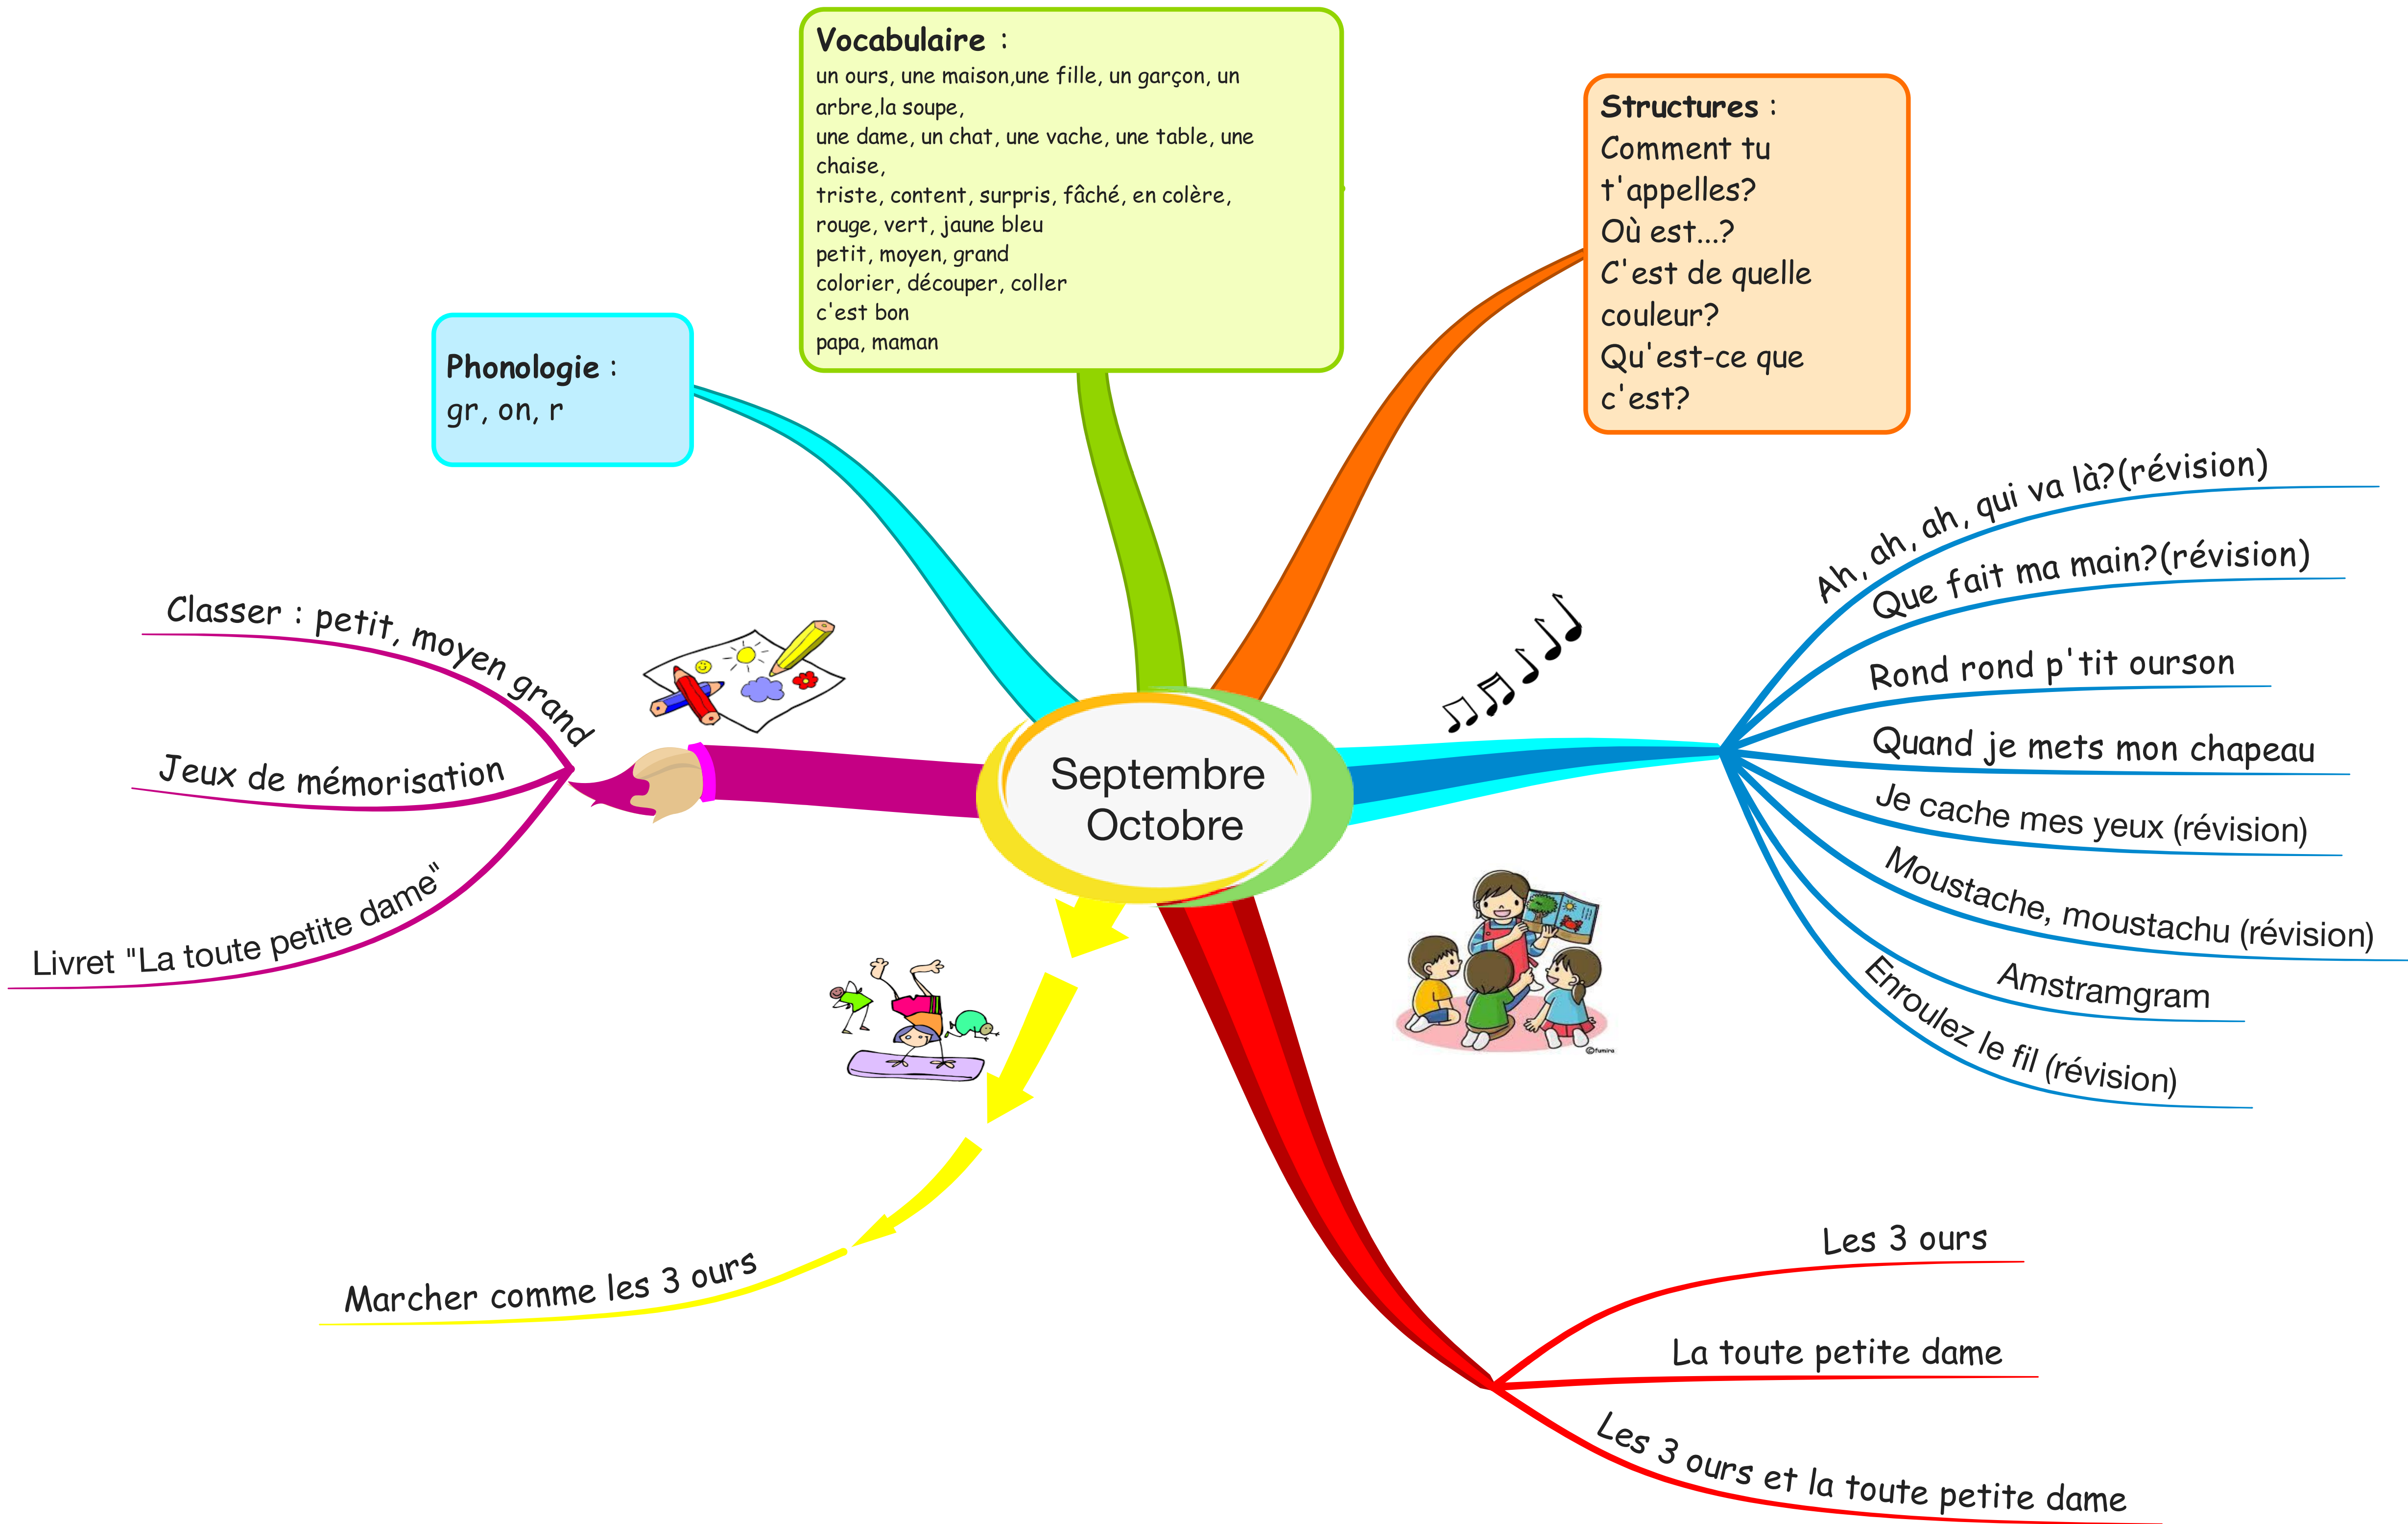 Vocabulaire :
un ours, une maison,une fille, un garçon, un
arbre,la soupe,
une dame, un chat, une vache, une table, une
chaise,
triste, content, surpris, fâché, en colère,
rouge, vert, jaune bleu
petit, moyen, grand
colorier, découper, coller
c'est bon
papa, maman
Structures :
Comment tu
t'appelles?
Où est...?
C'est de quelle
couleur?
Qu'est-ce que
c'est?
Phonologie :
gr, on, r
Septembre
Octobre
Classer : petit, moyen grand
Jeux de mémorisation
Livret "La toute petite dame"
Ah, ah, ah, qui va là?(révision)
Que fait ma main?(révision)
Rond rond p'tit ourson
Quand je mets mon chapeau
Je cache mes yeux (révision)
Moustache, moustachu (révision)
Amstramgram
Enroulez le fil (révision)
©fumira
Marcher comme les 3 ours
Les 3 ours
La toute petite dame
Les 3 ours et la toute petite dame